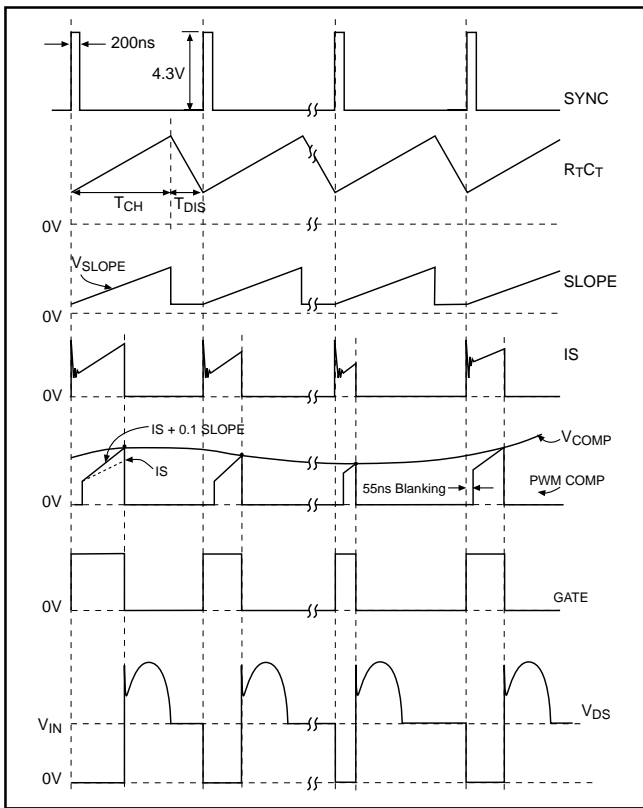 200ns
4.3V
SYNC
RTCT
TCH
TDIS
0V
VSLOPE
SLOPE
0V
IS
0V
IS + 0.1 SLOPE
VCOMP
IS
55ns Blanking
PWM COMP
0V
0V
GATE
VIN
VDS
0V